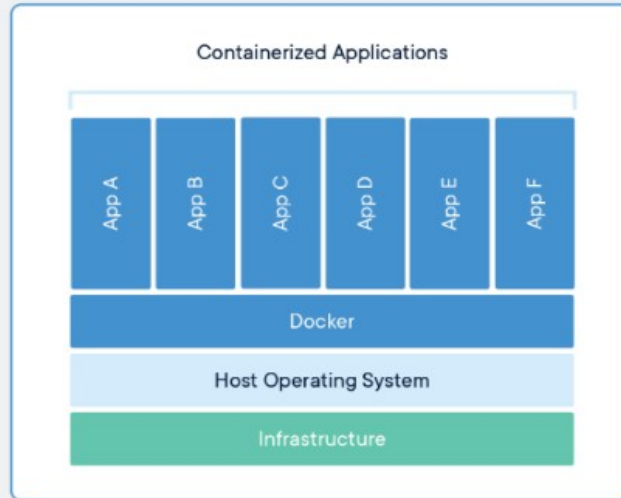 Containerized Applications
App A
App B
App C
App D
App E
App F
Docker
Host Operating System
Infrastructure